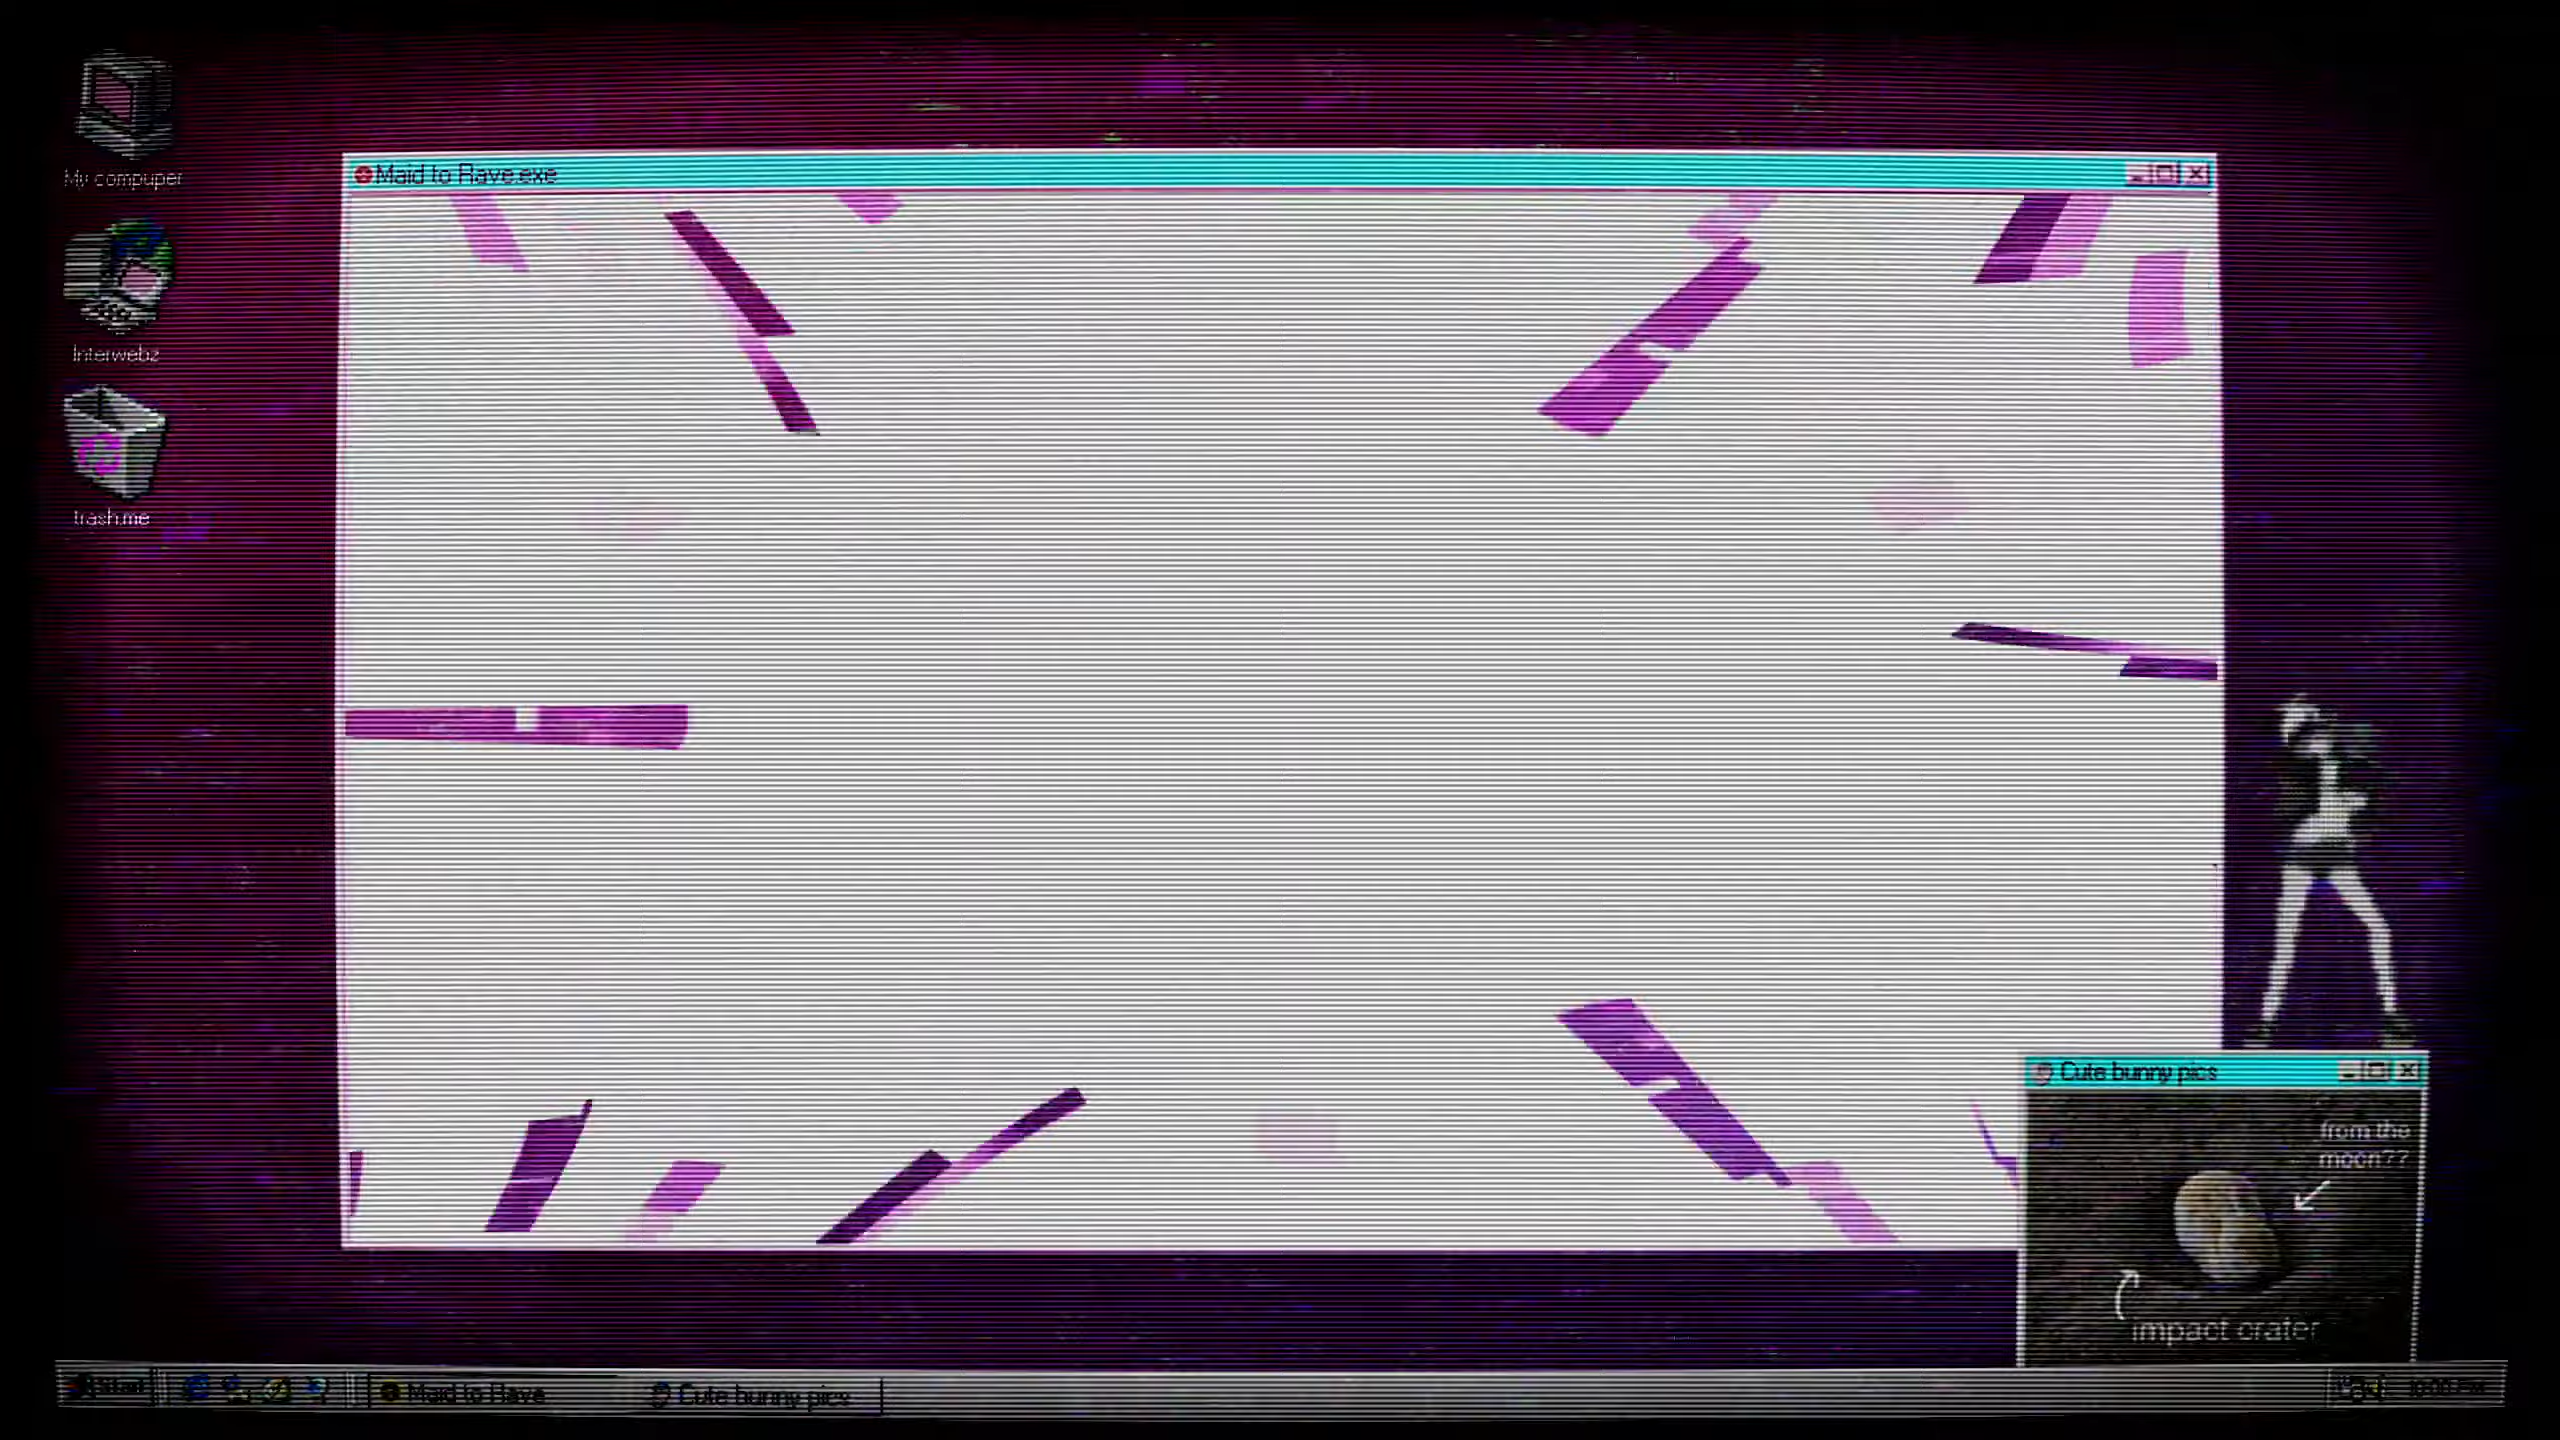 My compuper
Interwebz
trash.me
Maid to Rave.exe
Cute bunny pics
from the
moon??
impact crater
Start
Maid to Rave
Cute bunny pics